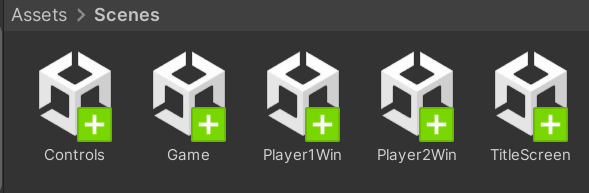 Assets > Scenes
Controls Game Player1Win Player2Win TitleScreen